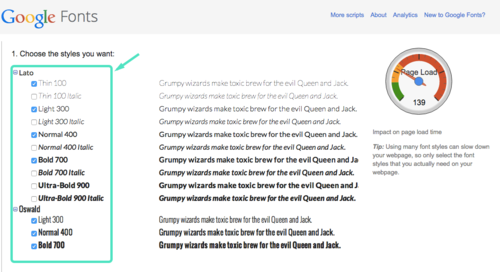 Google Fonts
More scripts About Analytics New to Google Fonts?
1. Choose the styles you want:
Lato
Thin 100 Grumpy wizards make toxic brew for the evil Queen and Jack.
Thin 100 Italic Grumpy wizards make toxic brew for the evil Queen and Jack.
Light 300 Grumpy wizards make toxic brew for the evil Queen and Jack.
Light 300 Italic Grumpy wizards make toxic brew for the evil Queen and Jack.
Normal 400 Grumpy wizards make toxic brew for the evil Queen and Jack.
Normal 400 Italic Grumpy wizards make toxic brew for the evil Queen and Jack.
Bold 700 Grumpy wizards make toxic brew for the evil Queen and Ja
Bold 700 Italic Grumpy wizards make toxic brew for the evil Queen and Jack.
Ultra-Bold 900 Grumpy wizards make toxic brew for the evil Queen and J
Ultra-Bold 900 Italic Grumpy wizards make toxic brew for the evil Queen and Jack.
Oswald
Light 300 Grumpy wizards make toxic brew for the evil Queen and Jack.
Normal 400 Grumpy wizards make toxic brew for the evil Queen and Jack.
Bold 700 Grumpy wizards make toxic brew for the evil Queen and Jack.
Page Load
139
Impact on page load time
Tip: Using many font styles can slow down
your webpage, so only select the font
styles that you actually need on your
webpage.